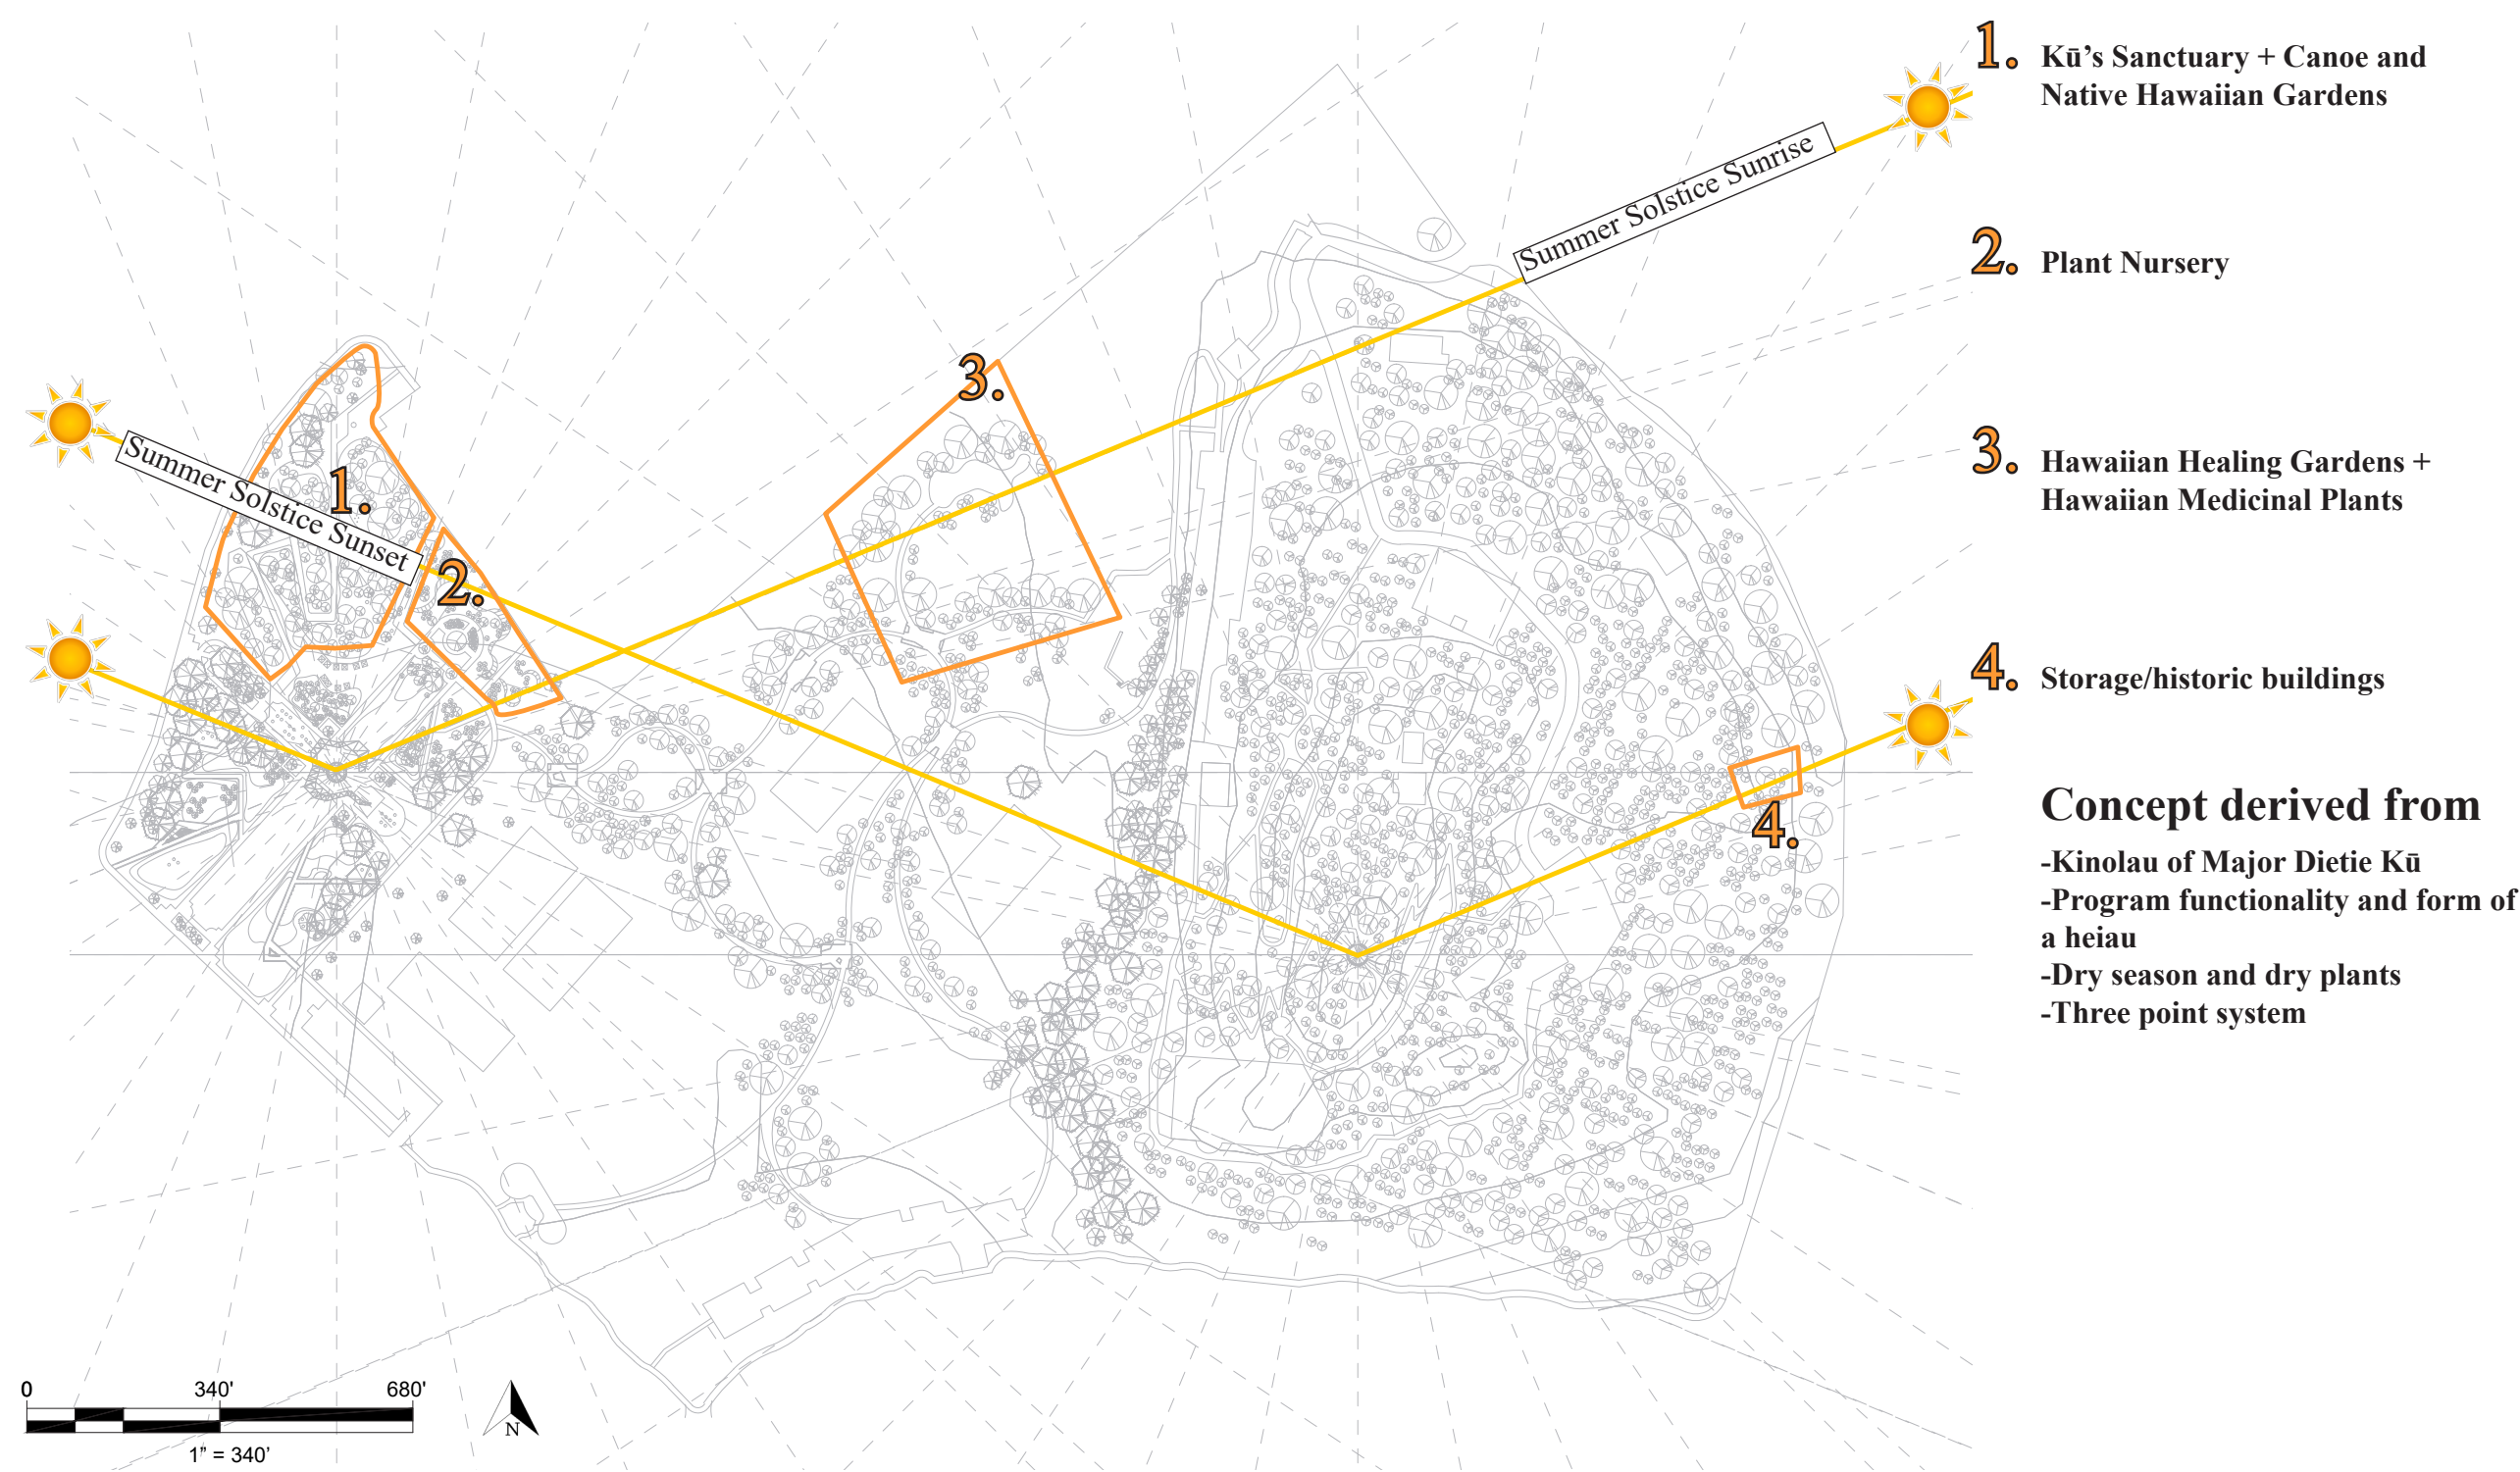 1.
Kū’s Sanctuary + Canoe and
Native Hawaiian Gardens
2.
Plant Nursery
3.
Hawaiian Healing Gardens +
Hawaiian Medicinal Plants
4.
Storage/historic buildings
Concept derived from
-Kinolau of Major Dietie Kū
-Program functionality and form of
a heiau
-Dry season and dry plants
-Three point system
Summer Solstice Sunrise
Summer Solstice Sunset
1.
2.
3.
4.
0 340' 680'
1” = 340’
N